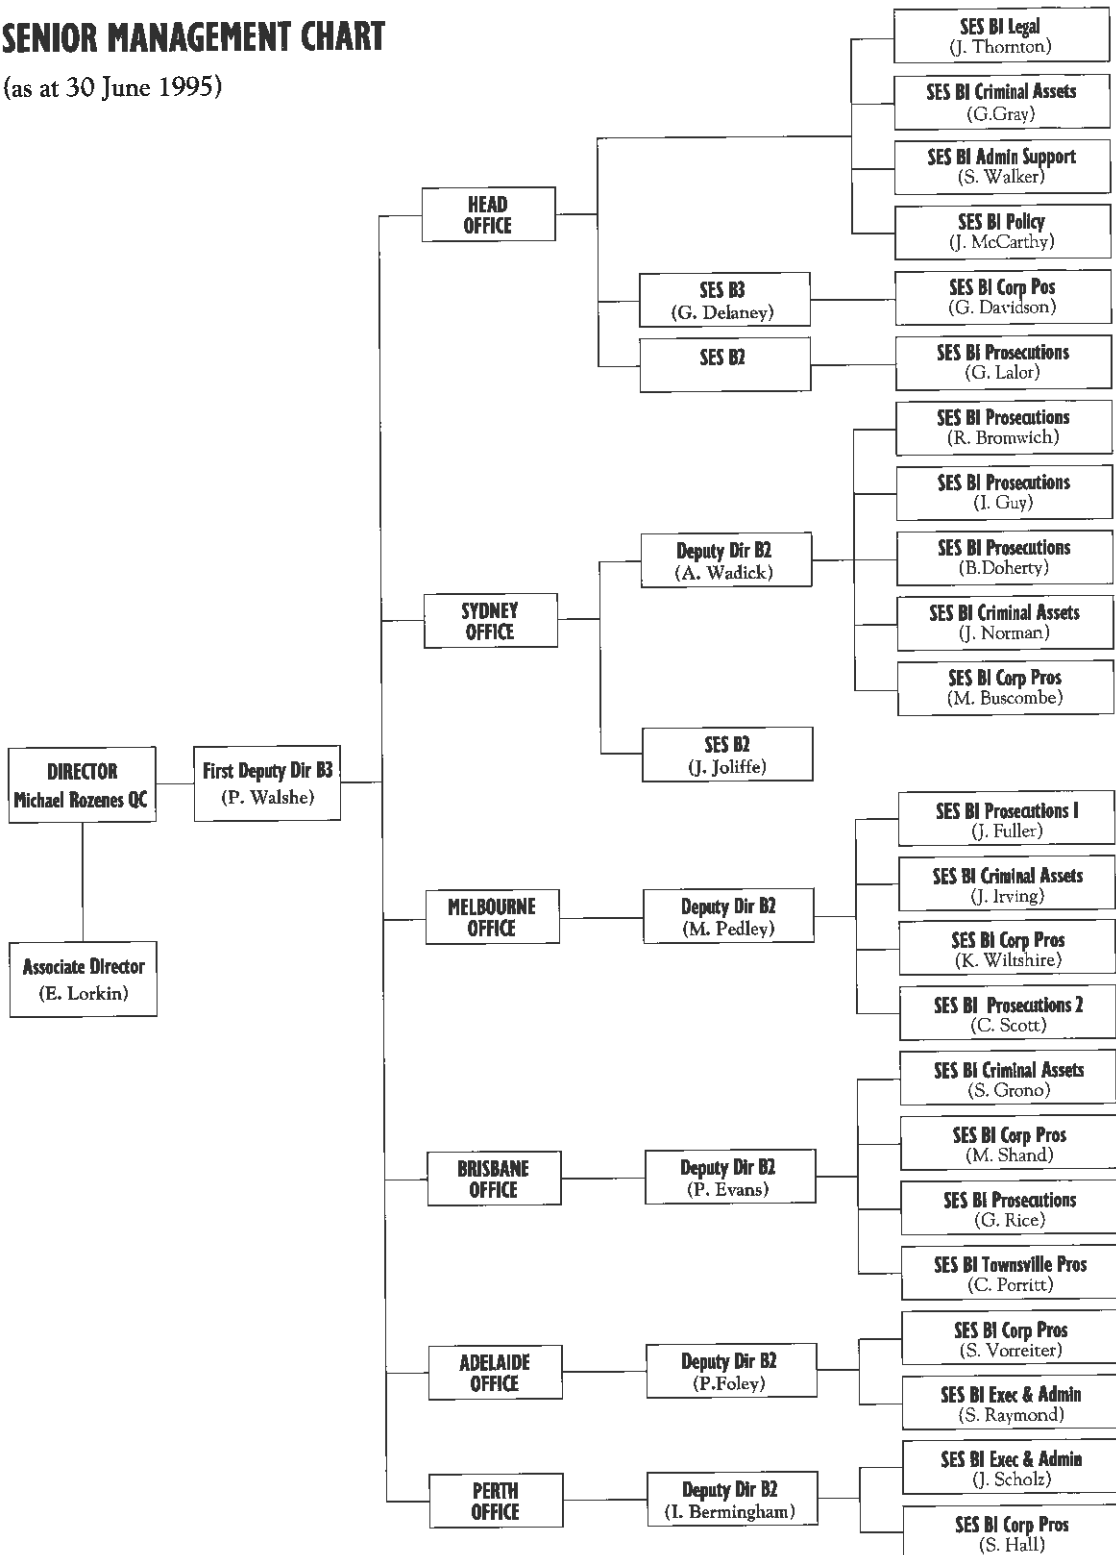 SENIOR MANAGEMENT CHART
(as at 30 June 1995)
SES BI Legal
(J. Thornton)
SES BI Criminal Assets
(G.Gray)
SES BI Admin Support
(S. Walker)
SES BI Policy
(J. McCarthy)
HEAD
OFFICE
SES B3
(G. Delaney)
SES BI Corp Pos
(G. Davidson)
SES B2
SES BI Prosecutions
(G. Lalor)
SES BI Prosecutions
(R. Bromwich)
SES BI Prosecutions
(I. Guy)
Deputy Dir B2
(A. Wadick)
SES BI Prosecutions
(B.Doherty)
SYDNEY
OFFICE
SES BI Criminal Assets
(J. Norman)
SES BI Corp Pros
(M. Buscombe)
SES B2
(J. Joliffe)
DIRECTOR
Michael Rozenes QC
First Deputy Dir B3
(P. Walshe)
Associate Director
(E. Lorkin)
SES BI Prosecutions I
(J. Fuller)
SES BI Criminal Assets
(J. Irving)
MELBOURNE
OFFICE
Deputy Dir B2
(M. Pedley)
SES BI Corp Pros
(K. Wiltshire)
SES BI Prosecutions 2
(C. Scott)
SES BI Criminal Assets
(S. Grono)
SES BI Corp Pros
(M. Shand)
BRISBANE
OFFICE
Deputy Dir B2
(P. Evans)
SES BI Prosecutions
(G. Rice)
SES BI Townsville Pros
(C. Porritt)
SES BI Corp Pros
(S. Vorreiter)
ADELAIDE
OFFICE
Deputy Dir B2
(P.Foley)
SES BI Exec & Admin
(S. Raymond)
SES BI Exec & Admin
(J. Scholz)
PERTH
OFFICE
Deputy Dir B2
(I. Bermingham)
SES BI Corp Pros
(S. Hall)